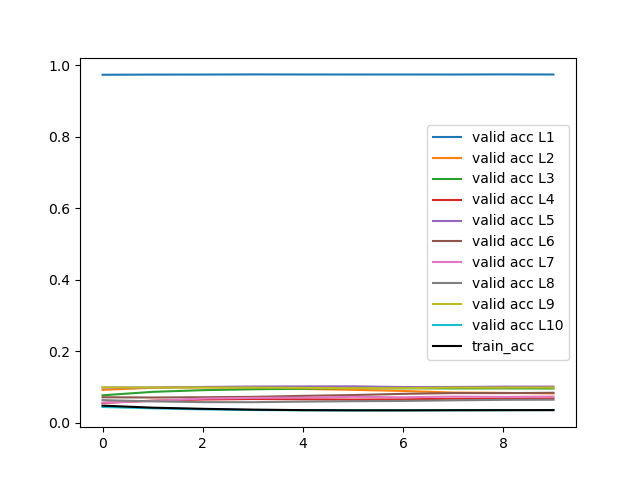 1.0
0.8
0.6
0.4
0.2
0.0
0 2 4 6 8
valid acc L1
valid acc L2
valid acc L3
valid acc L4
valid acc L5
valid acc L6
valid acc L7
valid acc L8
valid acc L9
valid acc L10
train_acc